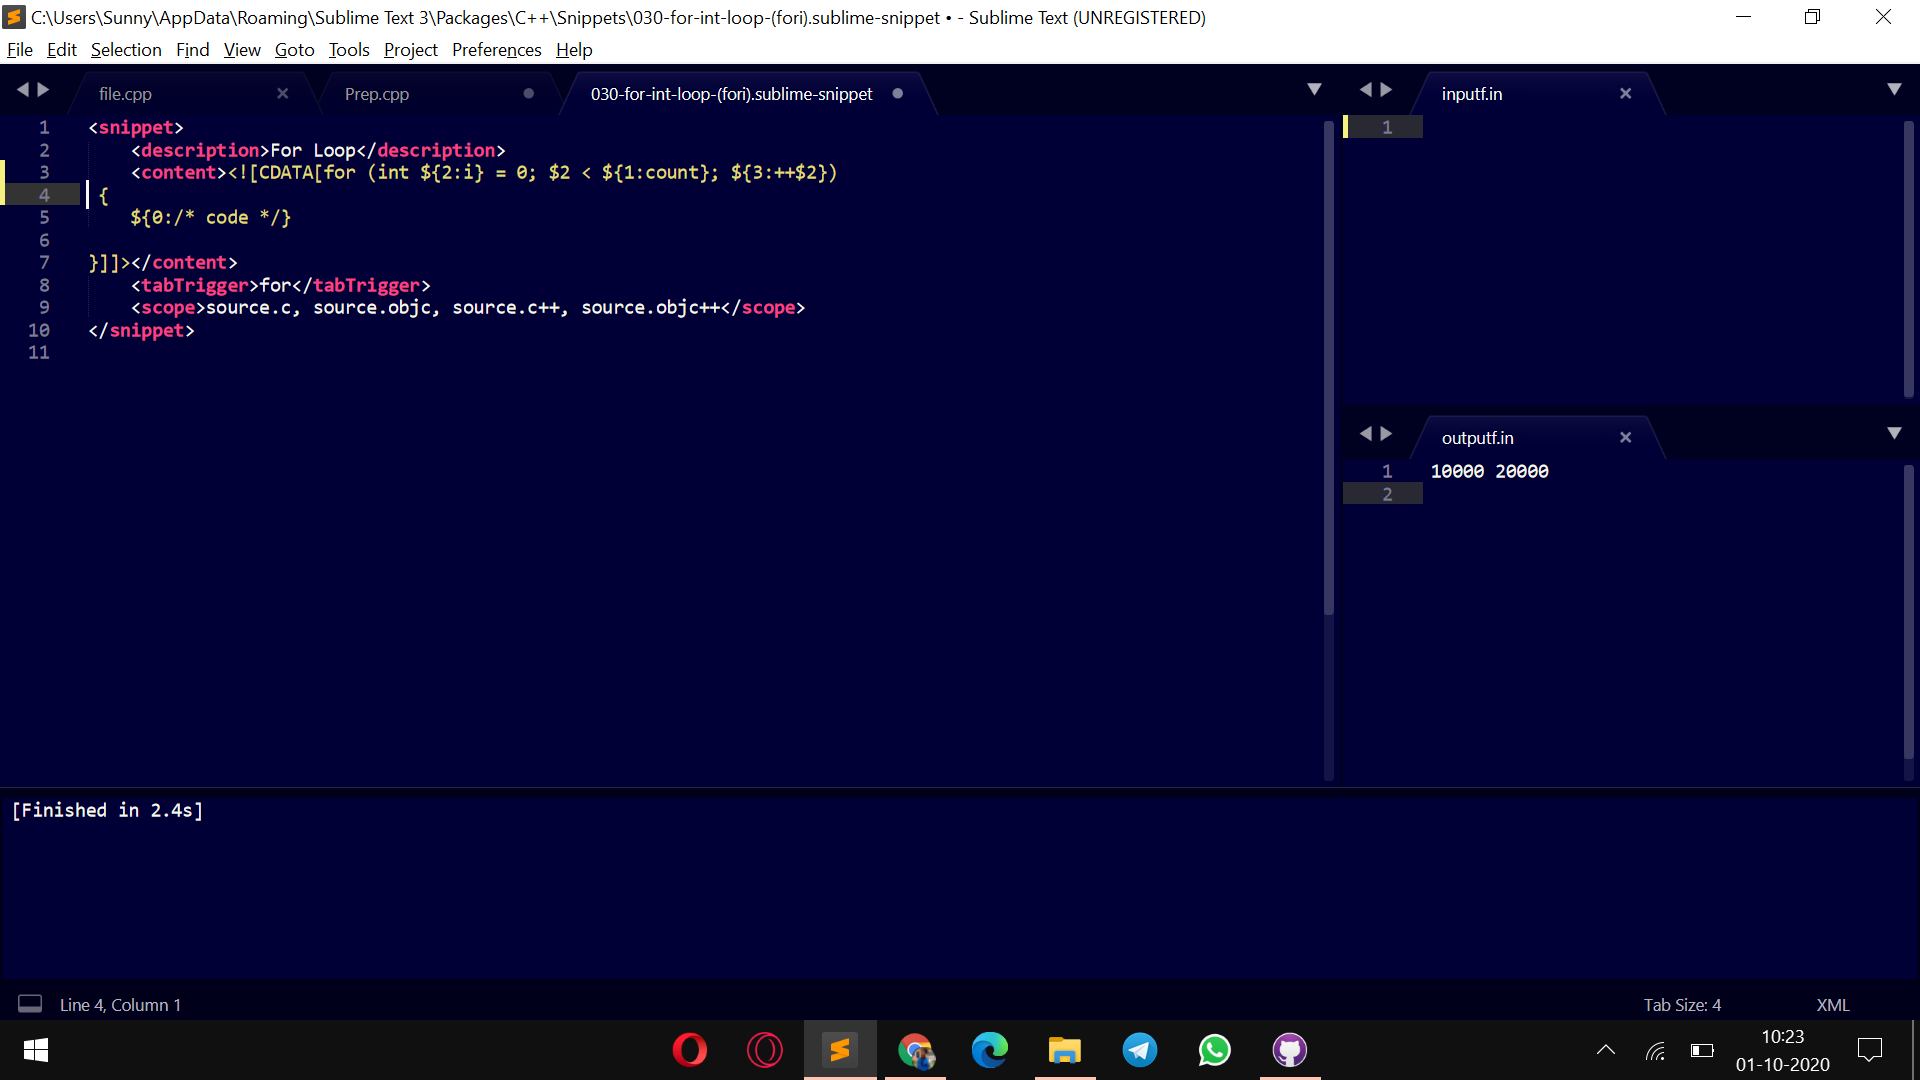 C:\Users\Sunny\AppData\Roaming\Sublime Text 3\Packages\C++\Snippets\030-for-int-loop-(fori).sublime-snippet • - Sublime Text (UNREGISTERED)
File Edit Selection Find View Goto Tools Project Preferences Help
file.cpp Prep.cpp 030-for-int-loop-(fori).sublime-snippet
1 <snippet>
2 <description>For Loop</description>
3 <content><![CDATA[for (int ${2:i} = 0; $2 < ${1:count}; ${3:++$2})
4 {
5 ${0:/* code */}
6
7 }]]></content>
8 <tabTrigger>for</tabTrigger>
9 <scope>source.c, source.objc, source.c++, source.objc++</scope>
10 </snippet>
11
inputf.in
1
outputf.in
1 10000 20000
2
[Finished in 2.4s]
Line 4, Column 1
Tab Size: 4
XML
10:23
01-10-2020